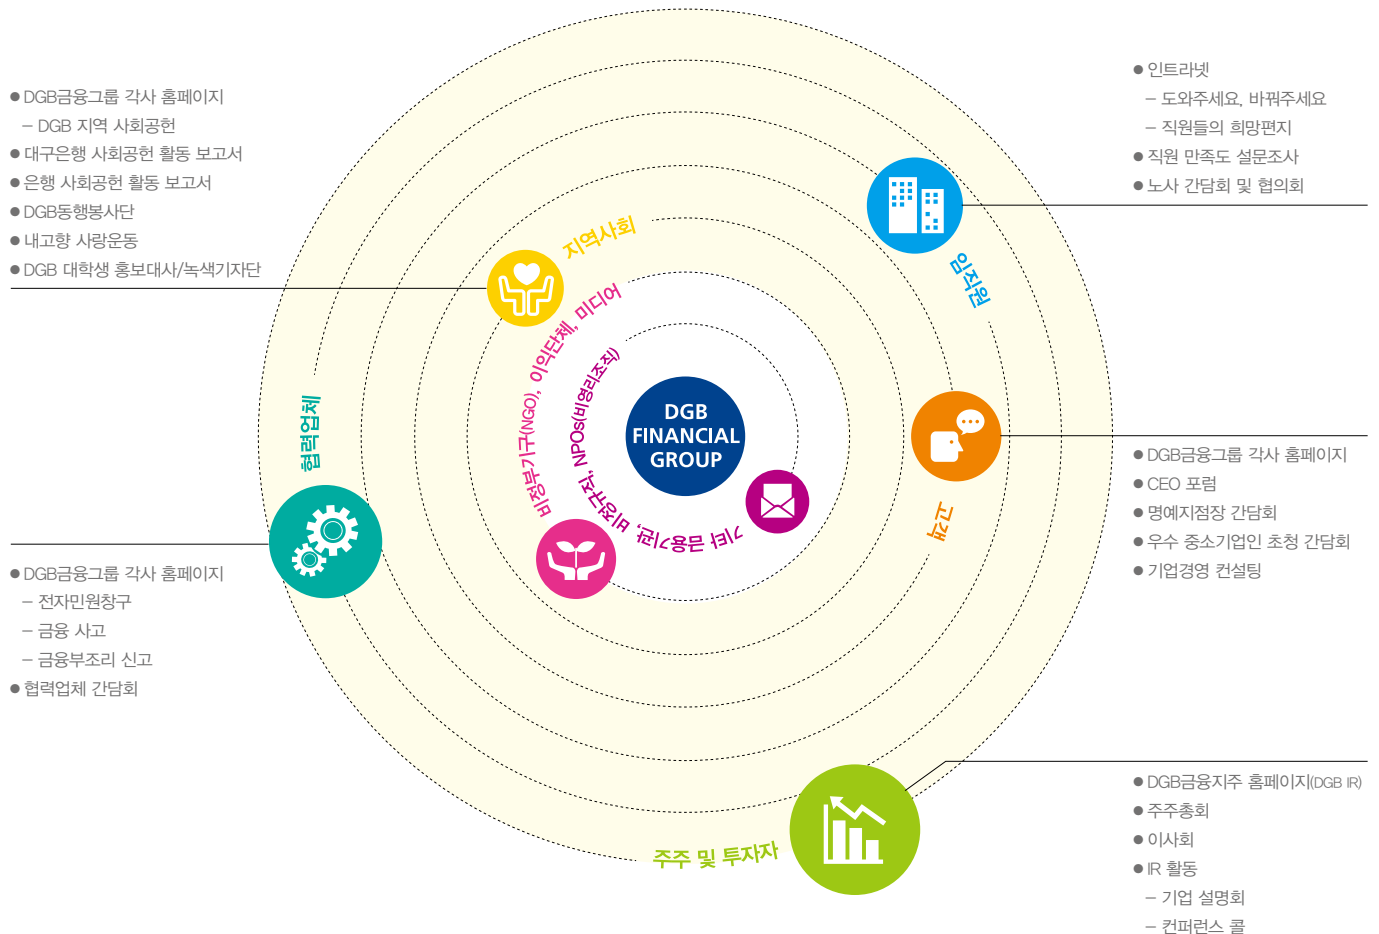 ● DGB금융그룹 각사 홈페이지
– DGB 지역 사회공헌
● 대구은행 사회공헌 활동 보고서
● 은행 사회공헌 활동 보고서
● DGB동행봉사단
● 내고향 사랑운동
● DGB 대학생 홍보대사/녹색기자단
● 인트라넷
– 도와주세요, 바꿔주세요
– 직원들의 희망편지
● 직원 만족도 설문조사
● 노사 간담회 및 협의회
지역사회
임직원
비정부기구(NGO), 이익단체, 미디어
기타 금융기관, 비정규직, NPOs(비영리조직)
DGB
FINANCIAL
GROUP
협력업체
고객
● DGB금융그룹 각사 홈페이지
● CEO 포럼
● 명예지점장 간담회
● 우수 중소기업인 초청 간담회
● 기업경영 컨설팅
● DGB금융그룹 각사 홈페이지
– 전자민원창구
– 금융 사고
– 금융부조리 신고
● 협력업체 간담회
주주 및 투자자
● DGB금융지주 홈페이지(DGB IR)
● 주주총회
● 이사회
● IR 활동
– 기업 설명회
– 컨퍼런스 콜